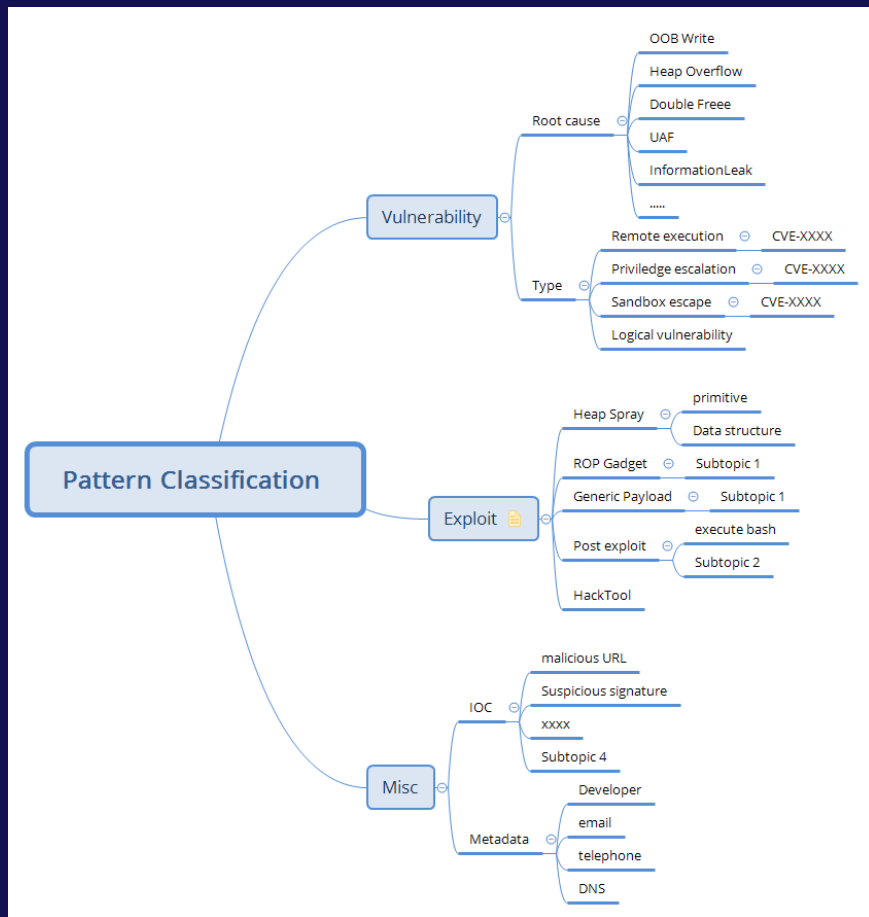 Pattern Classification
Vulnerability
Root cause
OOB Write
Heap Overflow
Double Freee
UAF
InformationLeak
.....
Type
Remote execution
CVE-XXXX
Priviledge escalation
CVE-XXXX
Sandbox escape
CVE-XXXX
Logical vulnerability
Exploit
Heap Spray
primitive
Data structure
ROP Gadget
Subtopic 1
Generic Payload
Subtopic 1
Post exploit
execute bash
Subtopic 2
HackTool
Misc
IOC
malicious URL
Suspicious signature
xxxx
Subtopic 4
Metadata
Developer
email
telephone
DNS